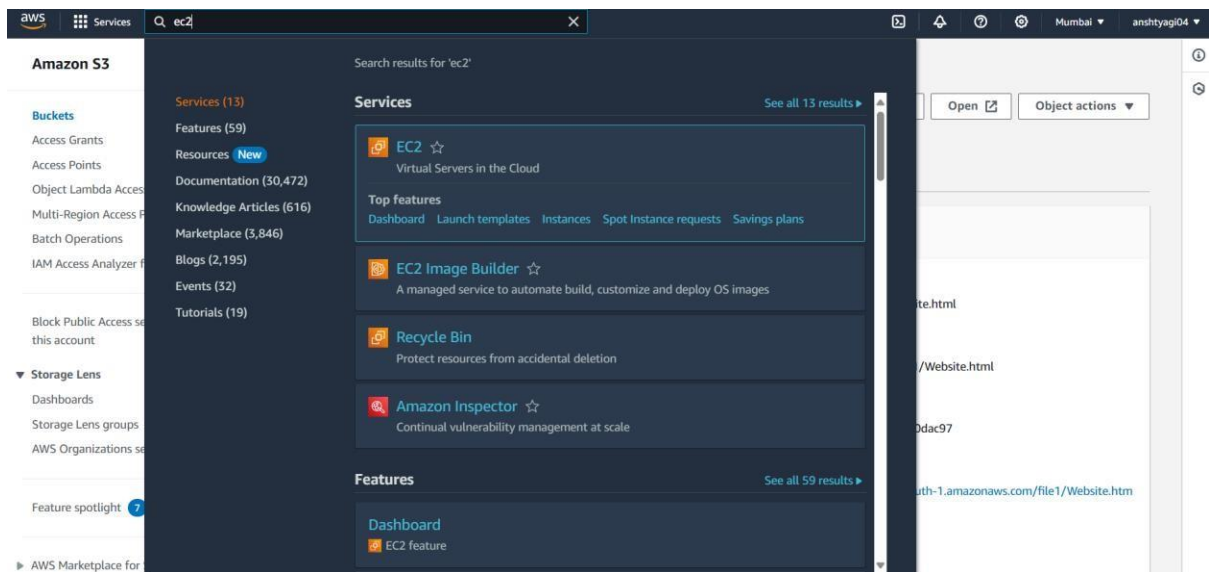 aws
Services
ec2
Mumbai
anshtyagi04
Amazon S3
Buckets
Access Grants
Access Points
Object Lambda Acces
Multi-Region Access P
Batch Operations
IAM Access Analyzer f
Block Public Access se
this account
Storage Lens
Dashboards
Storage Lens groups
AWS Organizations se
Feature spotlight 7
AWS Marketplace for
Search results for 'ec2'
Services (13)
Features (59)
Resources New
Documentation (30,472)
Knowledge Articles (616)
Marketplace (3,846)
Blogs (2,195)
Events (32)
Tutorials (19)
Services
See all 13 results
EC2
Virtual Servers in the Cloud
Top features
Dashboard Launch templates Instances Spot Instance requests Savings plans
EC2 Image Builder
A managed service to automate build, customize and deploy OS images
Recycle Bin
Protect resources from accidental deletion
Amazon Inspector
Continual vulnerability management at scale
Features
See all 59 results
Dashboard
EC2 feature
Open
Object actions
ite.html
/Website.html
0dac97
uth-1.amazonaws.com/file1/Website.htm